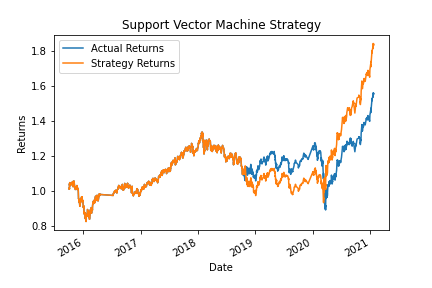 Support Vector Machine Strategy
Actual Returns
Strategy Returns
1.8
1.6
1.4
1.2
1.0
0.8
Returns
2016
2017
2018
2019
2020
2021
Date